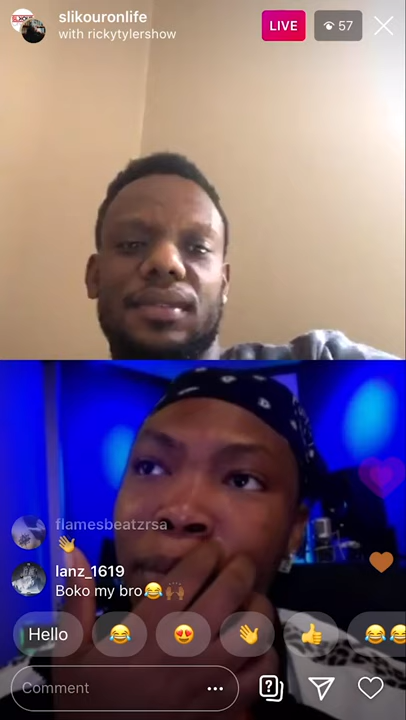 slikouronlife
with rickytylershow
LIVE
57
flamesbeatzrsa
👋
lanz_1619
Boko my bro😂🙌🏾
Hello
😂
😍
👋
👍
😂😂
Comment